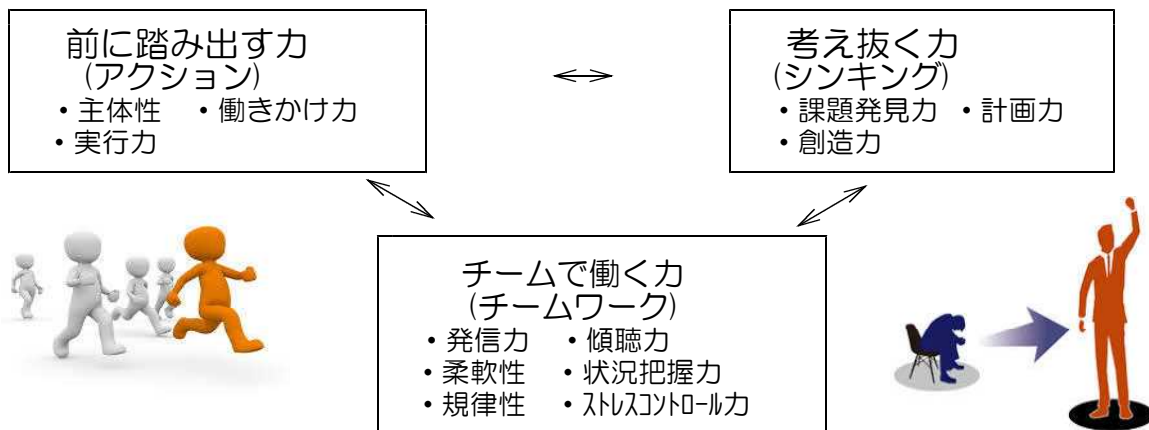 前に踏み出す力
(アクション)
・主体性 ・働きかけ力
・実行力
考え抜く力
(シンキング)
・課題発見力 ・計画力
・創造力
チームで働く力
(チームワーク)
・発信力 ・傾聴力
・柔軟性 ・状況把握力
・規律性 ・ｽﾄﾚｽｺﾝﾄﾛｰﾙ力